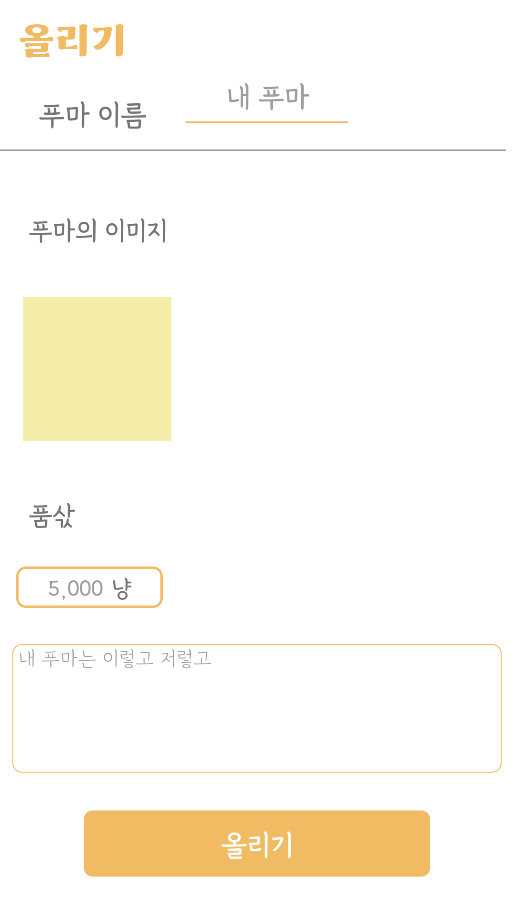 올리기
푸마 이름 내 푸마
푸마의 이미지
품삯
5,000 냥
내 푸마는 이렇고 저렇고
올리기